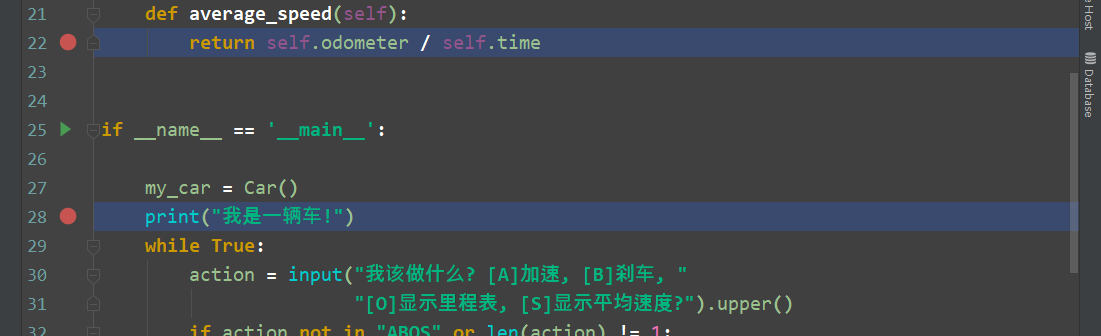 21 def average_speed(self):
22 return self.odometer / self.time
23
24
25 if __name__ == '__main__':
26
27 my_car = Car()
28 print("我是一辆车!")
29 while True:
30 action = input("我该做什么? [A]加速, [B]刹车, "
31 "[O]显示里程表, [S]显示平均速度?").upper()
32 if action not in "ABOS" or len(action) != 1:
e Host
Database